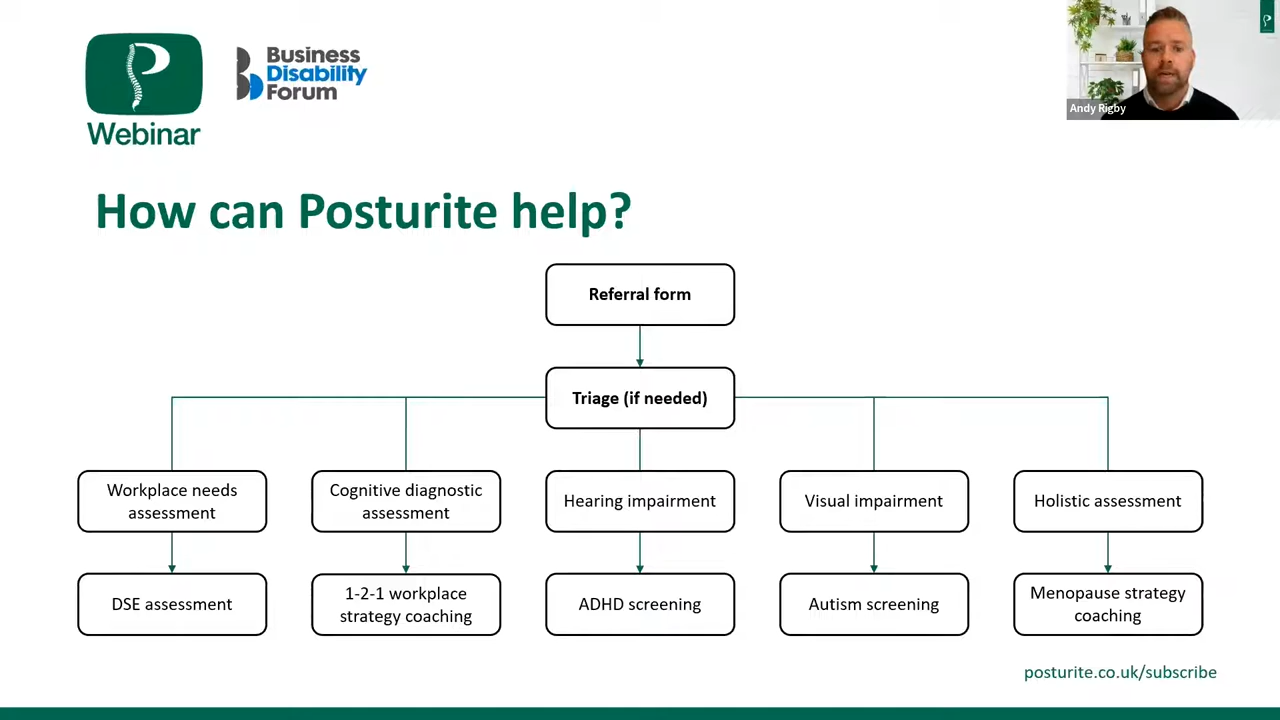 P
Webinar
Business
Disability
Forum
Andy Rigby
How can Posturite help?
Referral form
Triage (if needed)
Workplace needs
assessment
Cognitive diagnostic
assessment
Hearing impairment
Visual impairment
Holistic assessment
DSE assessment
1-2-1 workplace
strategy coaching
ADHD screening
Autism screening
Menopause strategy
coaching
posturite.co.uk/subscribe